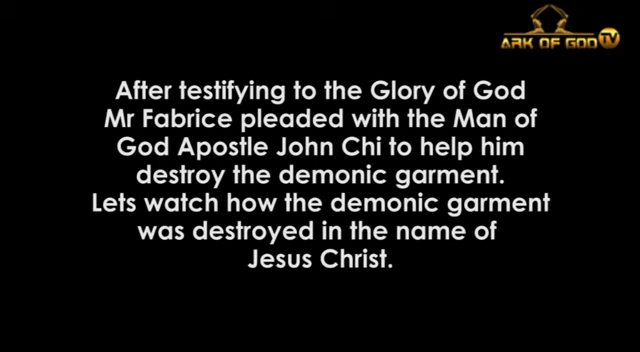 ARK OF GOD TV
After testifying to the Glory of God
Mr Fabrice pleaded with the Man of
God Apostle John Chi to help him
destroy the demonic garment.
Lets watch how the demonic garment
was destroyed in the name of
Jesus Christ.